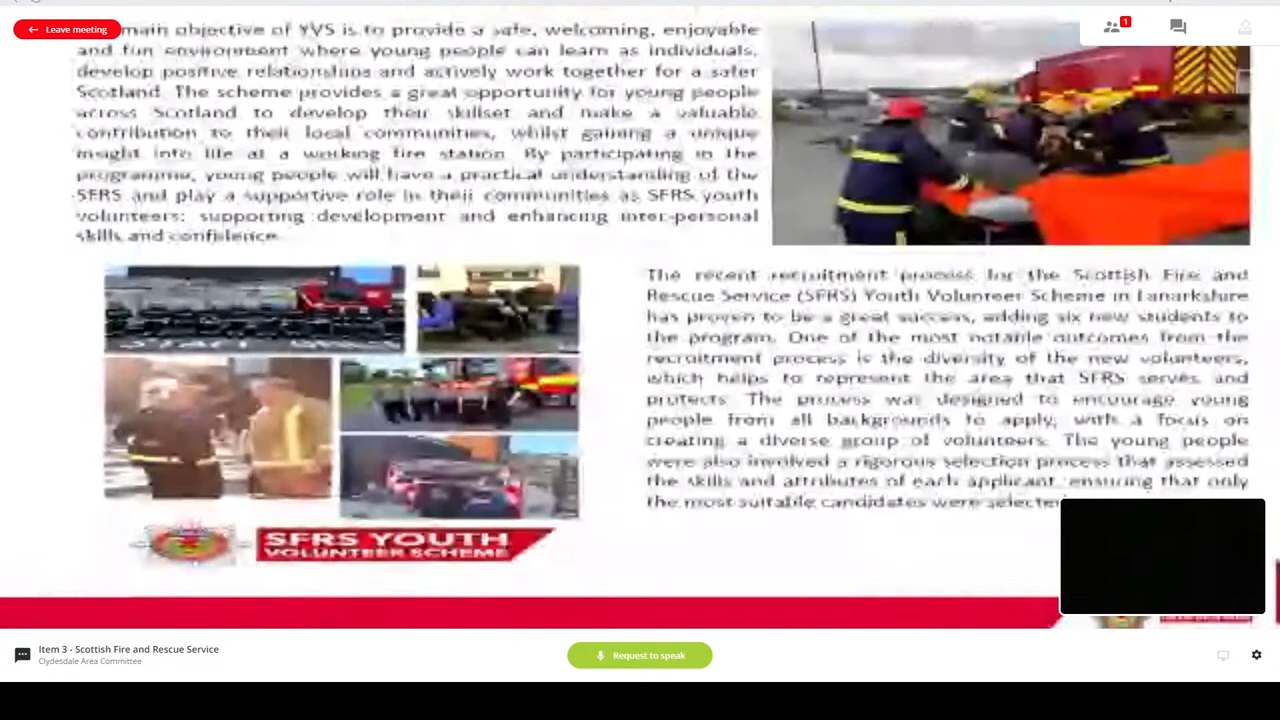 Leave meeting
1
main objective of YVS is to provide a safe, welcoming, enjoyable
and fun environment where young people can learn as individuals,
develop positive relationships and actively work together for a safer
Scotland. The scheme provides a great opportunity for young people
across Scotland to develop their skillset and make a valuable
contribution to their local communities, whilst gaining a unique
insight into life at a working fire station. By participating in the
programme, young people will have a practical understanding of the
SFRS and play a supportive role in their communities as SFRS youth
volunteers: supporting development and enhancing inter-personal
skills and confidence.
The recent recruitment process for the Scottish Fire and
Rescue Service (SFRS) Youth Volunteer Scheme in Lanarkshire
has proven to be a great success, adding six new students to
the program. One of the most notable outcomes from the
recruitment process is the diversity of the new volunteers,
which helps to represent the area that SFRS serves and
protects. The process was designed to encourage young
people from all backgrounds to apply, with a focus on
creating a diverse group of volunteers. The young people
were also involved a rigorous selection process that assessed
the skills and attributes of each applicant, ensuring that only
the most suitable candidates were
SFRS YOUTH
VOLUNTEER SCHEME
Item 3 - Scottish Fire and Rescue Service
Clydesdale Area Committee
Request to speak